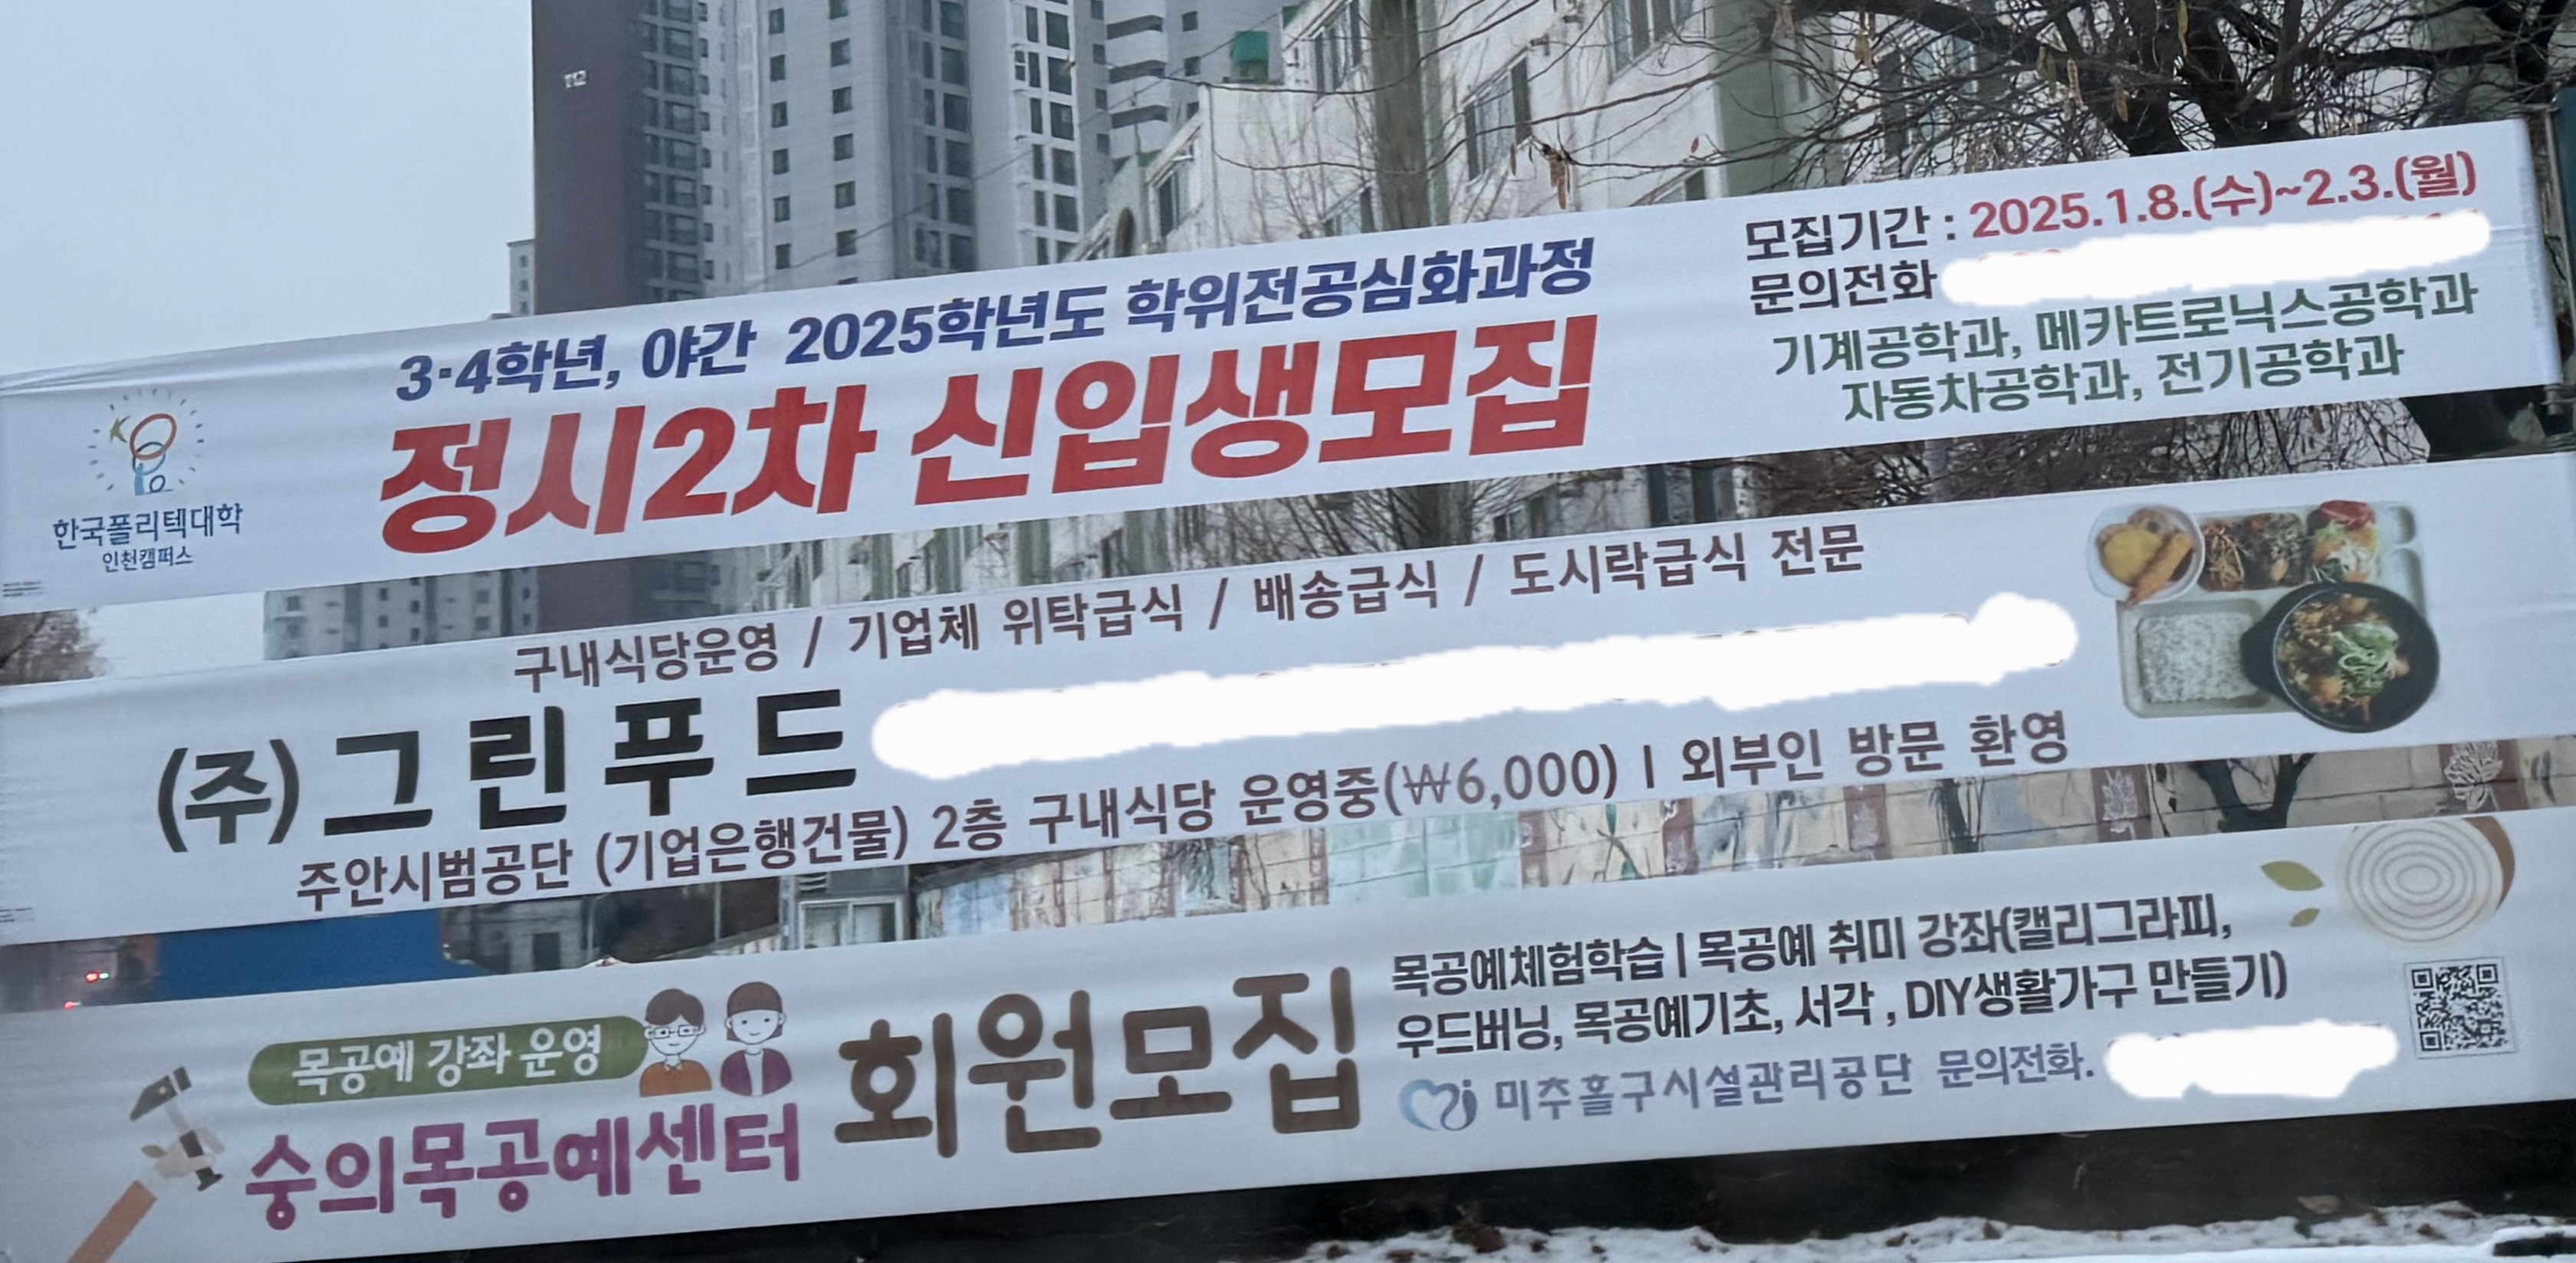 112
한국폴리텍대학
인천캠퍼스
3·4학년, 야간 2025학년도 학위전공심화과정
정시2차 신입생모집
모집기간 : 2025.1.8.(수)~2.3.(월)
문의전화
기계공학과, 메카트로닉스공학과
자동차공학과, 전기공학과
구내식당운영 / 기업체 위탁급식 / 배송급식 / 도시락급식 전문
(주)그린푸드
주안시범공단 (기업은행건물) 2층 구내식당 운영중(₩6,000) | 외부인 방문 환영
목공예 강좌 운영
숭의목공예센터
회원모집
목공예체험학습 | 목공예 취미 강좌(캘리그라피,
우드버닝, 목공예기초, 서각 , DIY생활가구 만들기)
미추홀구시설관리공단 문의전화.